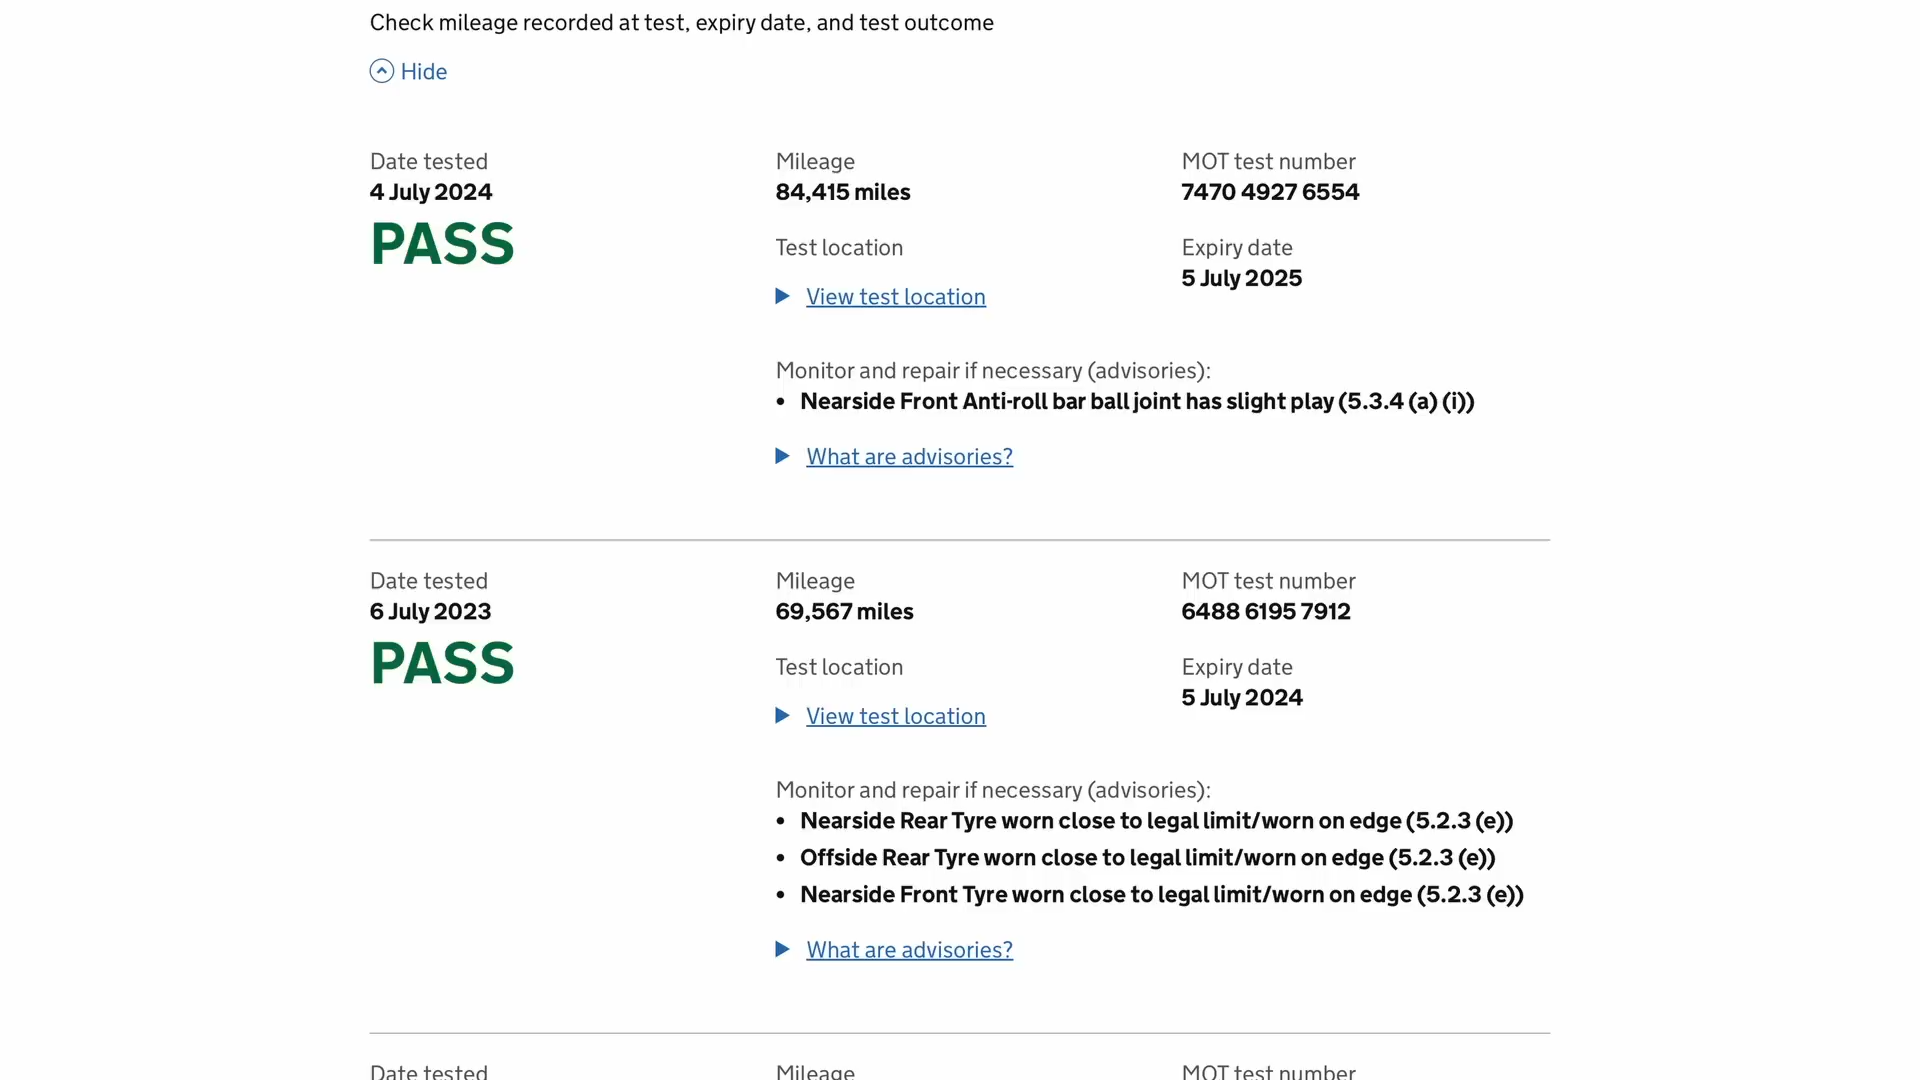 Check mileage recorded at test, expiry date, and test outcome
Hide
Date tested
4 July 2024
PASS
Mileage
84,415 miles
Test location
View test location
MOT test number
7470 4927 6554
Expiry date
5 July 2025
Monitor and repair if necessary (advisories):
• Nearside Front Anti-roll bar ball joint has slight play (5.3.4 (a) (i))
What are advisories?
Date tested
6 July 2023
PASS
Mileage
69,567 miles
Test location
View test location
MOT test number
6488 6195 7912
Expiry date
5 July 2024
Monitor and repair if necessary (advisories):
• Nearside Rear Tyre worn close to legal limit/worn on edge (5.2.3 (e))
• Offside Rear Tyre worn close to legal limit/worn on edge (5.2.3 (e))
• Nearside Front Tyre worn close to legal limit/worn on edge (5.2.3 (e))
What are advisories?
Date tested
Mileage
MOT test number